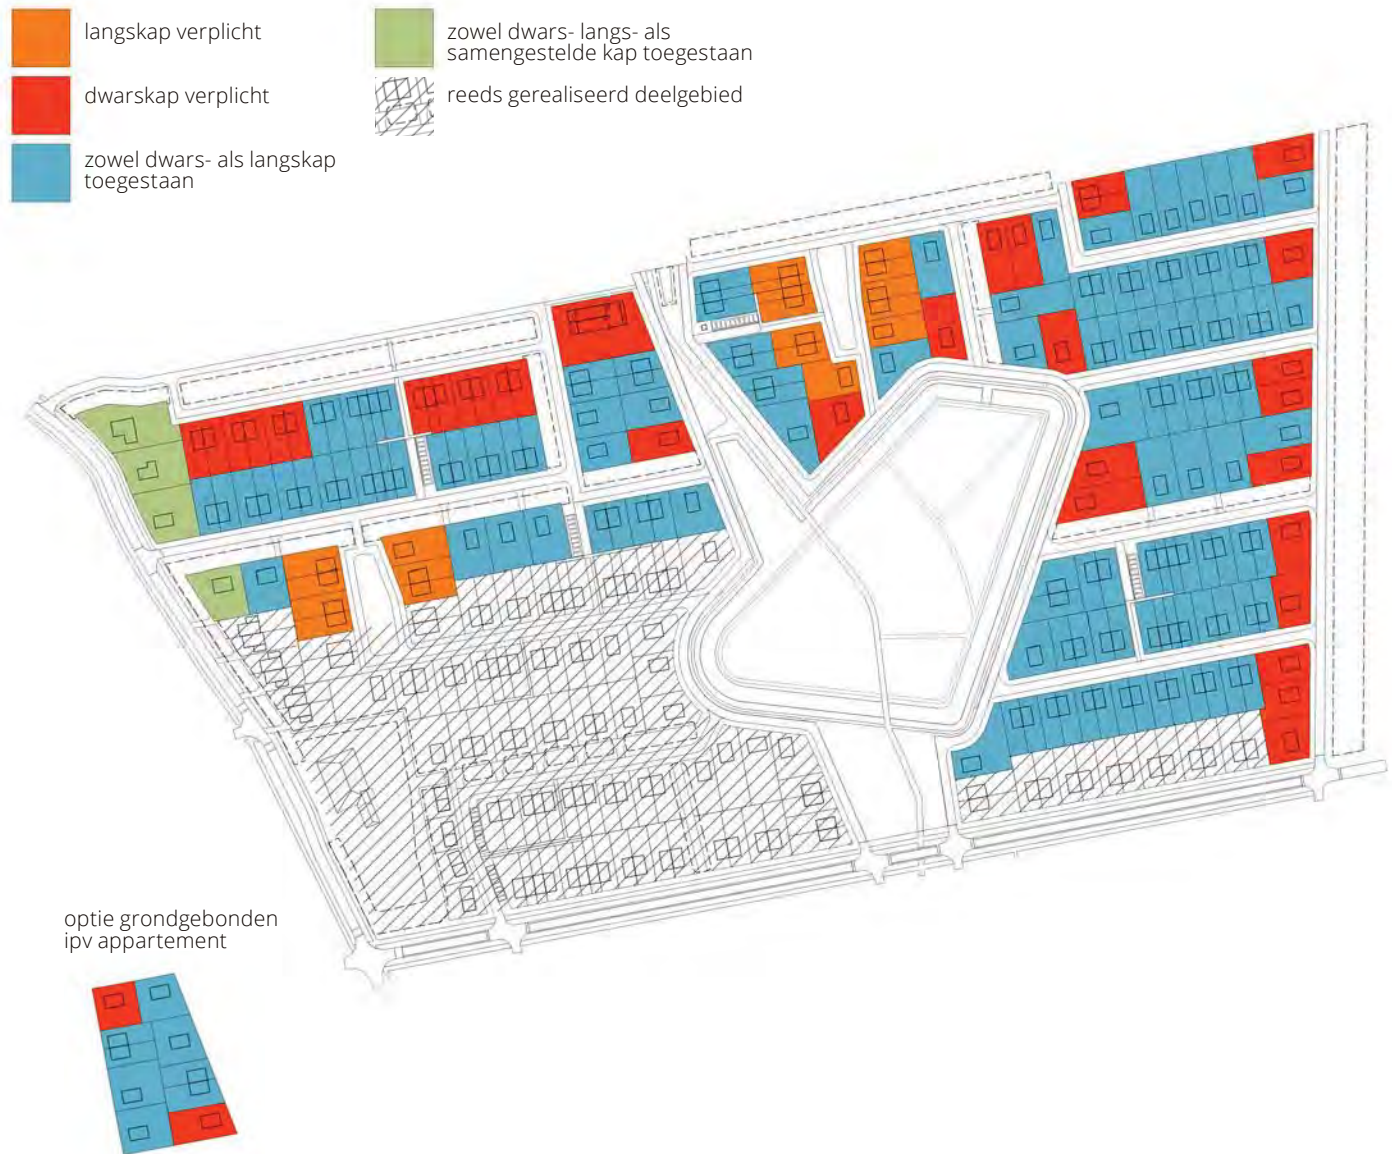 langskap verplicht
dwarskap verplicht
zowel dwars- als langskap
toegestaan
zowel dwars- langs- als
samengestelde kap toegestaan
reeds gerealiseerd deelgebied
optie grondgebonden
ipv appartement